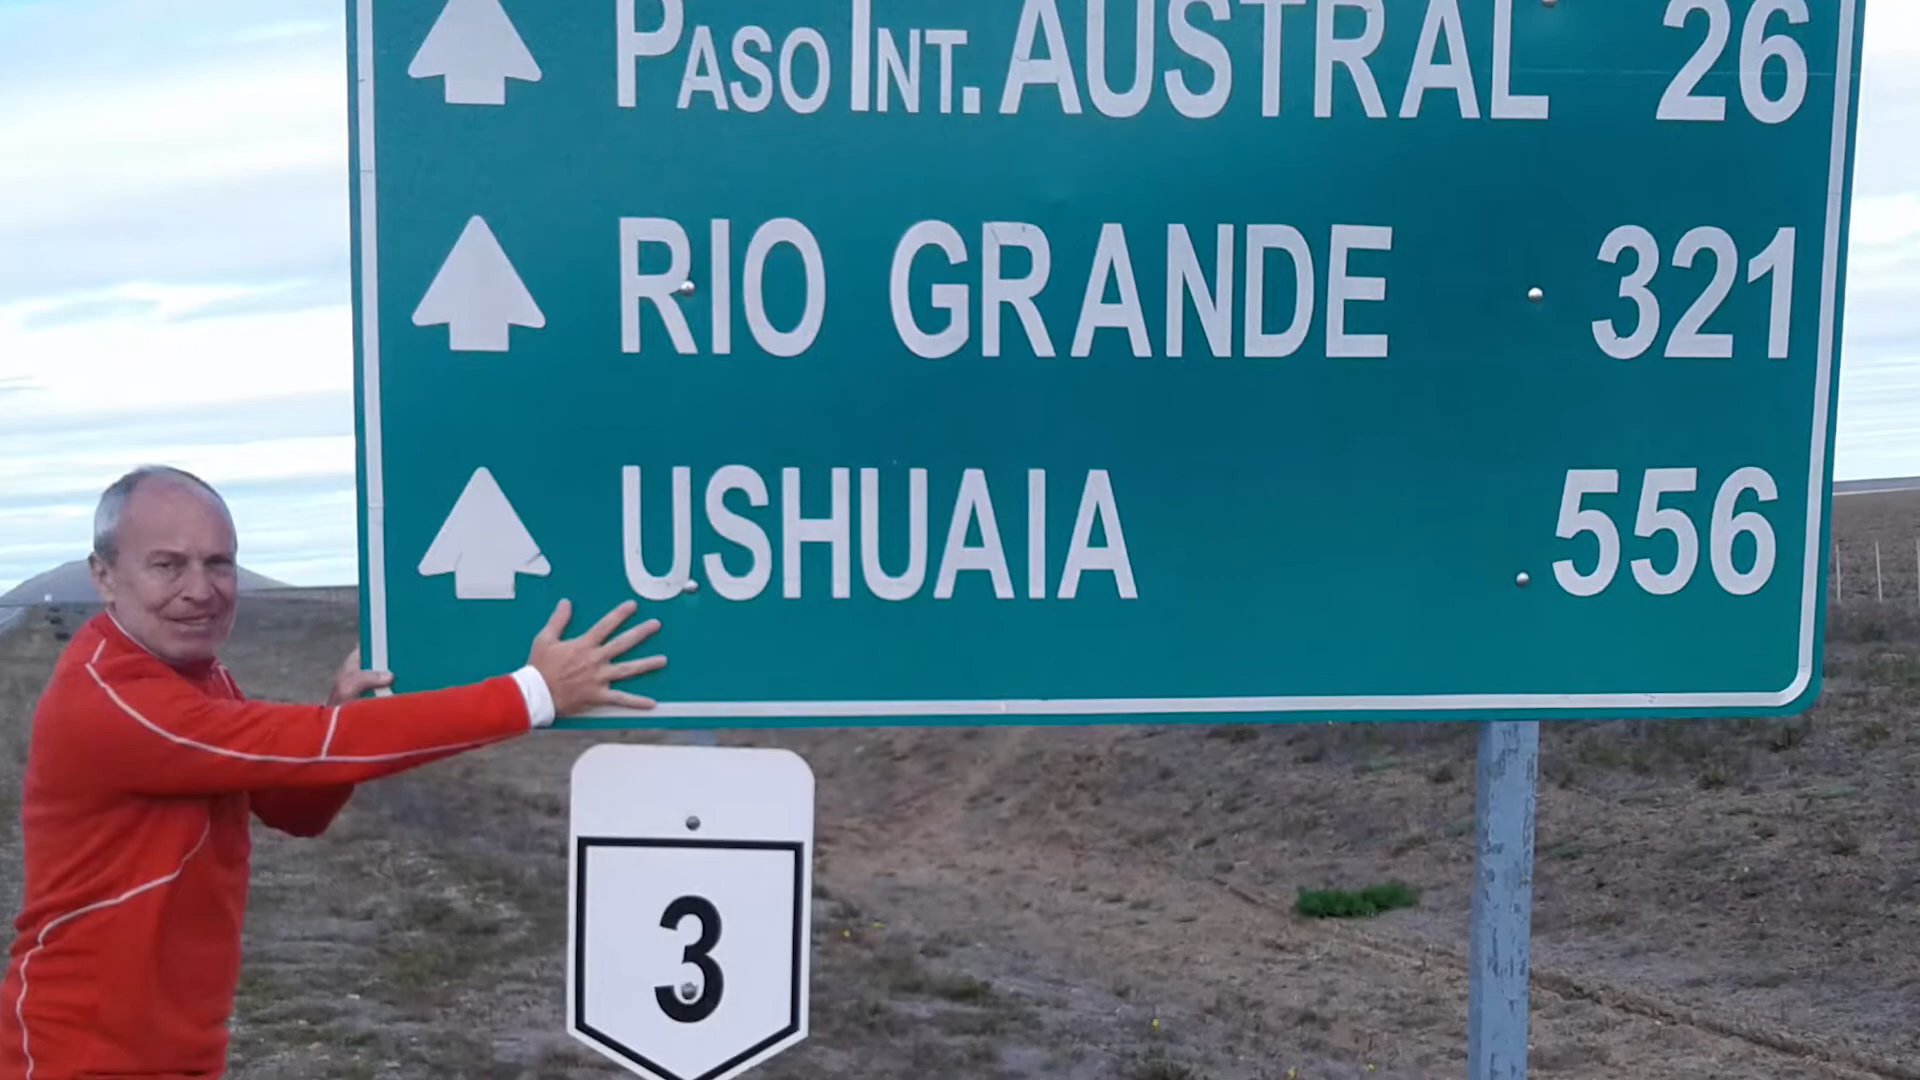 PASO INT. AUSTRAL 26
RIO GRANDE 321
USHUAIA 556
3